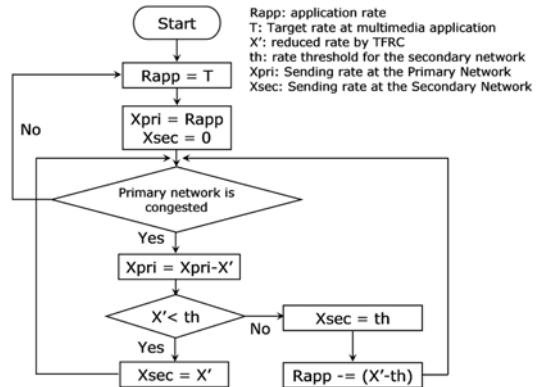 Start
Rapp: application rate
T: Target rate at multimedia application
X': reduced rate by TFRC
th: rate threshold for the secondary network
Xpri: Sending rate at the Primary Network
Xsec: Sending rate at the Secondary Network
Rapp = T
No
Xpri = Rapp
Xsec = 0
Primary network is
congested
Yes
Xpri = Xpri-X'
X'< th
No
Xsec = th
Yes
Xsec = X'
Rapp -= (X'-th)